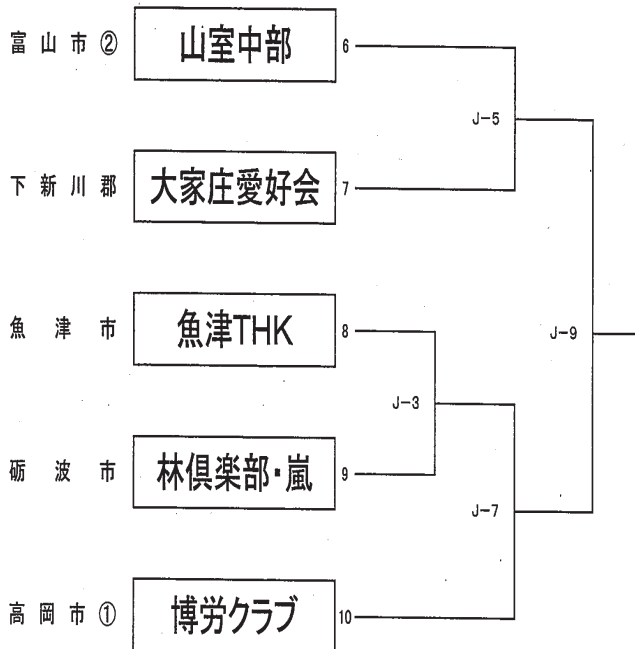 富山市② 山室中部 6
J-5
下新川郡 大家庄愛好会 7
魚津市 魚津THK 8
J-9
J-3
砺波市 林倶楽部・嵐 9
J-7
高岡市① 博労クラブ 10